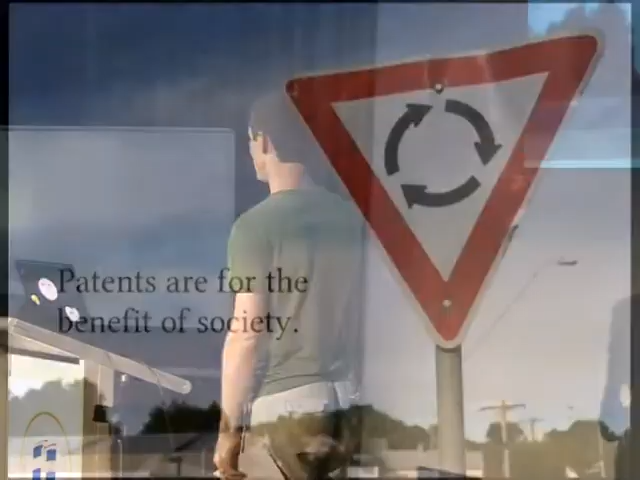 Patents are for the
benefit of society.